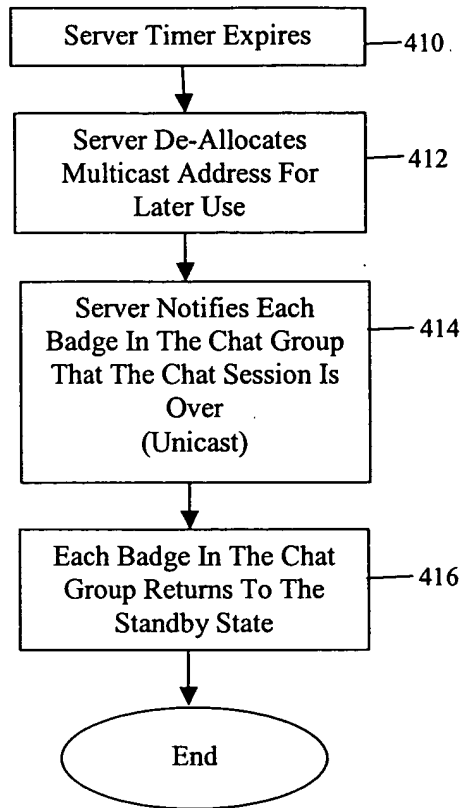 Server Timer Expires
410
Server De-Allocates
Multicast Address For
Later Use
412
Server Notifies Each
Badge In The Chat Group
That The Chat Session Is
Over
(Unicast)
414
Each Badge In The Chat
Group Returns To The
Standby State
416
End